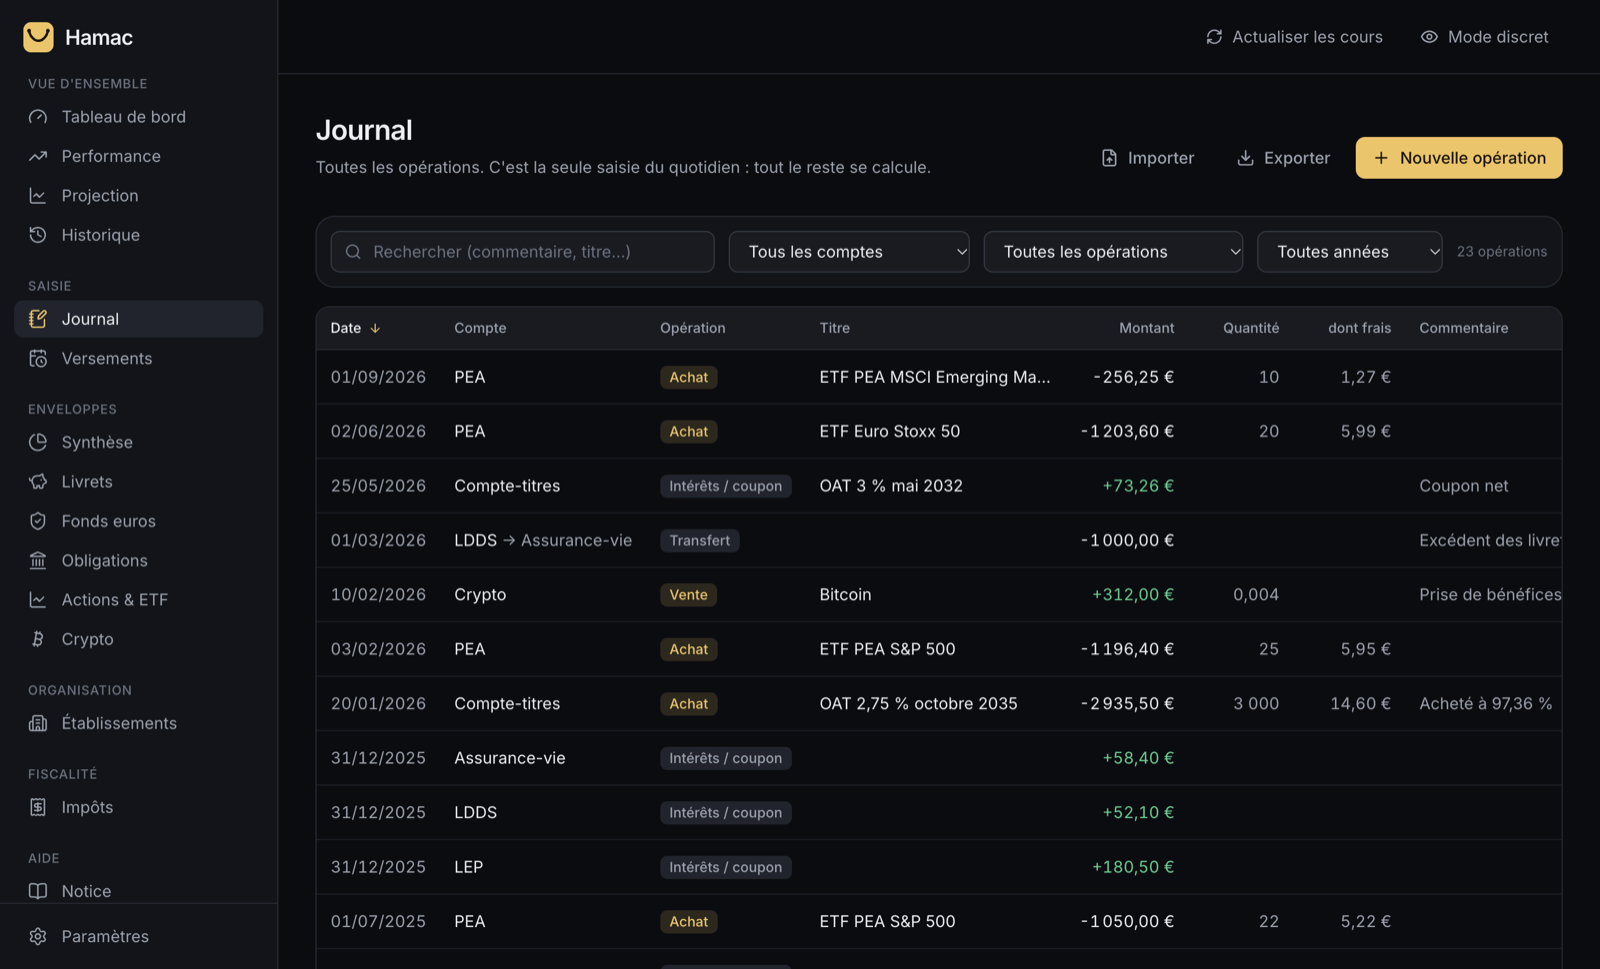 Hamac
VUE D'ENSEMBLE
Tableau de bord
Performance
Projection
Historique
SAISIE
Journal
Versements
ENVELOPPES
Synthèse
Livrets
Fonds euros
Obligations
Actions & ETF
Crypto
ORGANISATION
Établissements
FISCALITÉ
Impôts
AIDE
Notice
Paramètres
Actualiser les cours Mode discret
Journal
Toutes les opérations. C'est la seule saisie du quotidien : tout le reste se calcule.
Importer Exporter + Nouvelle opération
Rechercher (commentaire, titre...) Tous les comptes Toutes les opérations Toutes années 23 opérations
Date ↓ Compte Opération Titre Montant Quantité dont frais Commentaire
01/09/2026 PEA Achat ETF PEA MSCI Emerging Ma... -256,25 € 10 1,27 €
02/06/2026 PEA Achat ETF Euro Stoxx 50 -1 203,60 € 20 5,99 €
25/05/2026 Compte-titres Intérêts / coupon OAT 3 % mai 2032 +73,26 € Coupon net
01/03/2026 LDDS → Assurance-vie Transfert -1 000,00 € Excédent des livre
10/02/2026 Crypto Vente Bitcoin +312,00 € 0,004 Prise de bénéfices
03/02/2026 PEA Achat ETF PEA S&P 500 -1 196,40 € 25 5,95 €
20/01/2026 Compte-titres Achat OAT 2,75 % octobre 2035 -2 935,50 € 3 000 14,60 € Acheté à 97,36 %
31/12/2025 Assurance-vie Intérêts / coupon +58,40 €
31/12/2025 LDDS Intérêts / coupon +52,10 €
31/12/2025 LEP Intérêts / coupon +180,50 €
01/07/2025 PEA Achat ETF PEA S&P 500 -1 050,00 € 22 5,22 €